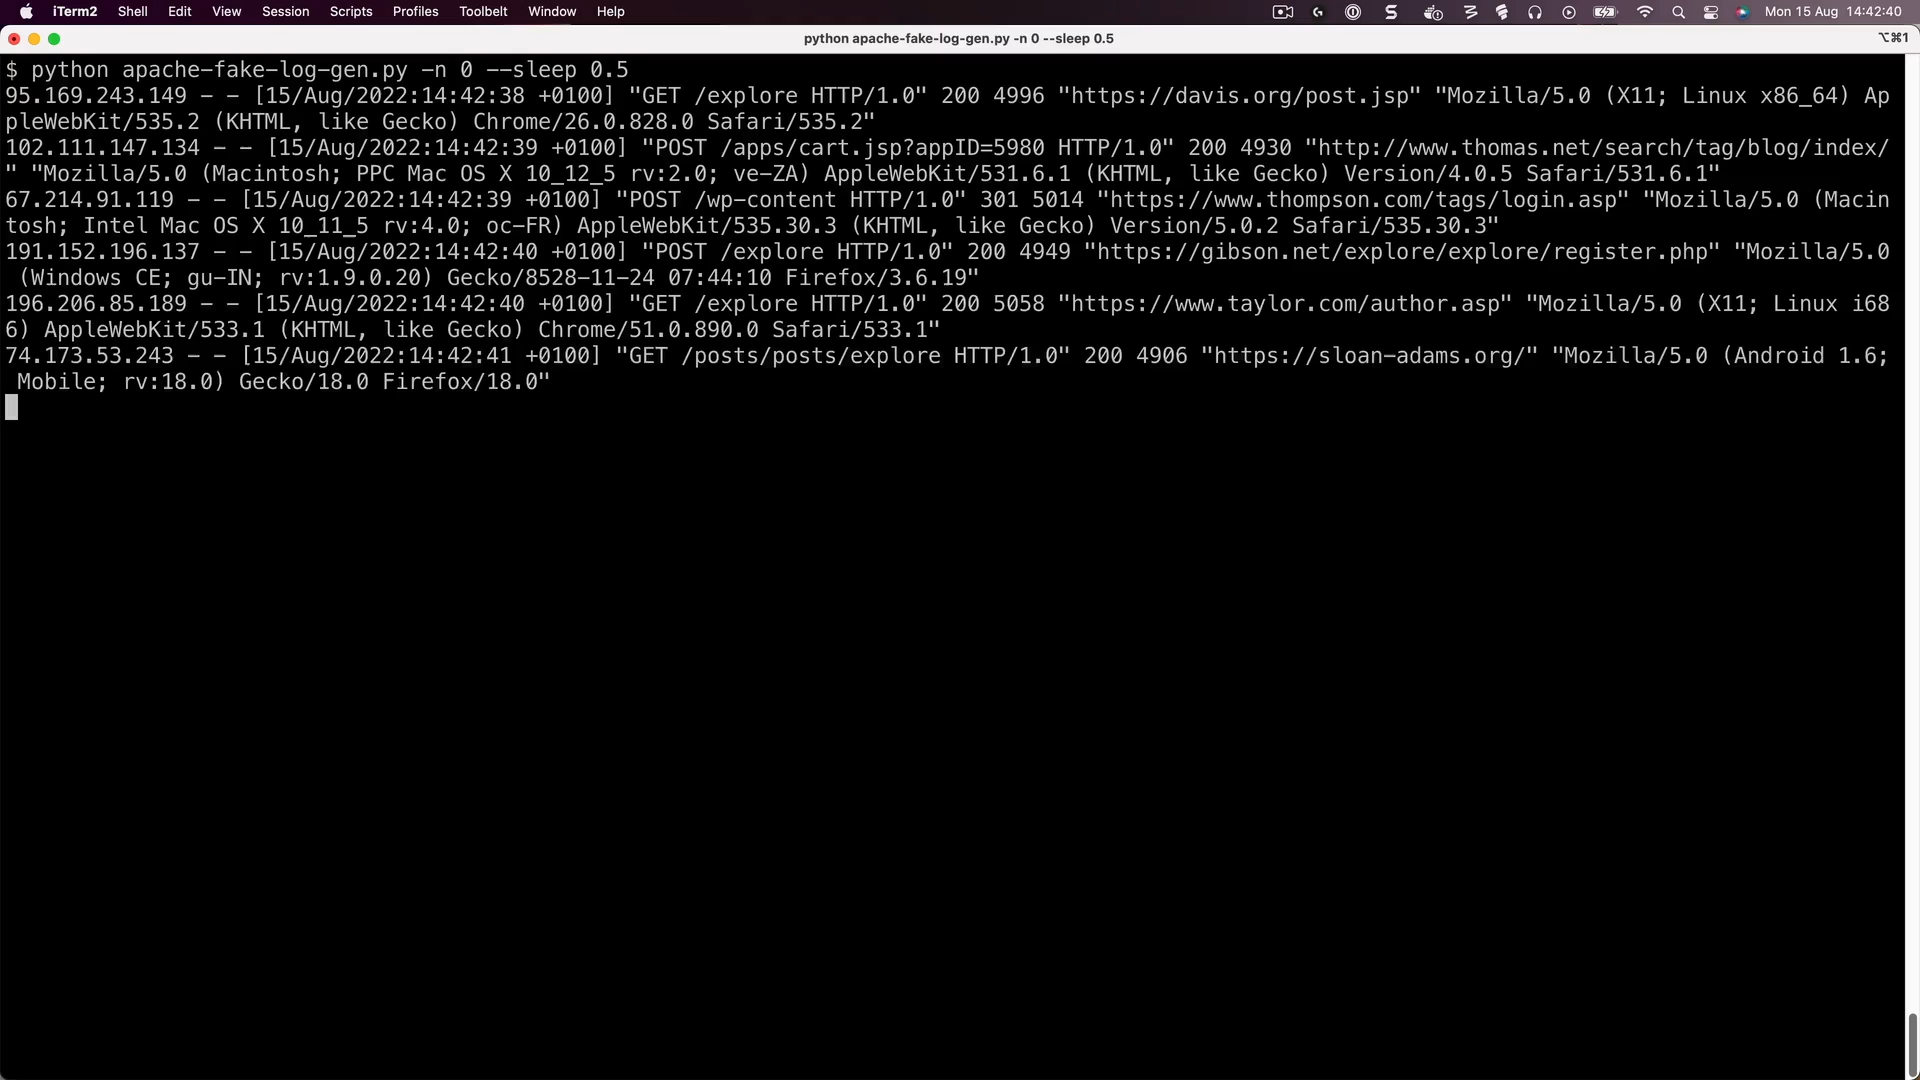 iTerm2 Shell Edit View Session Scripts Profiles Toolbelt Window Help Mon 15 Aug 14:42:40
python apache-fake-log-gen.py -n 0 --sleep 0.5 ⌥⌘1
$ python apache-fake-log-gen.py -n 0 --sleep 0.5
95.169.243.149 - - [15/Aug/2022:14:42:38 +0100] "GET /explore HTTP/1.0" 200 4996 "https://davis.org/post.jsp" "Mozilla/5.0 (X11; Linux x86_64) Ap
pleWebKit/535.2 (KHTML, like Gecko) Chrome/26.0.828.0 Safari/535.2"
102.111.147.134 - - [15/Aug/2022:14:42:39 +0100] "POST /apps/cart.jsp?appID=5980 HTTP/1.0" 200 4930 "http://www.thomas.net/search/tag/blog/index/
" "Mozilla/5.0 (Macintosh; PPC Mac OS X 10_12_5 rv:2.0; ve-ZA) AppleWebKit/531.6.1 (KHTML, like Gecko) Version/4.0.5 Safari/531.6.1"
67.214.91.119 - - [15/Aug/2022:14:42:39 +0100] "POST /wp-content HTTP/1.0" 301 5014 "https://www.thompson.com/tags/login.asp" "Mozilla/5.0 (Macin
tosh; Intel Mac OS X 10_11_5 rv:4.0; oc-FR) AppleWebKit/535.30.3 (KHTML, like Gecko) Version/5.0.2 Safari/535.30.3"
191.152.196.137 - - [15/Aug/2022:14:42:40 +0100] "POST /explore HTTP/1.0" 200 4949 "https://gibson.net/explore/explore/register.php" "Mozilla/5.0
(Windows CE; gu-IN; rv:1.9.0.20) Gecko/8528-11-24 07:44:10 Firefox/3.6.19"
196.206.85.189 - - [15/Aug/2022:14:42:40 +0100] "GET /explore HTTP/1.0" 200 5058 "https://www.taylor.com/author.asp" "Mozilla/5.0 (X11; Linux i68
6) AppleWebKit/533.1 (KHTML, like Gecko) Chrome/51.0.890.0 Safari/533.1"
74.173.53.243 - - [15/Aug/2022:14:42:41 +0100] "GET /posts/posts/explore HTTP/1.0" 200 4906 "https://sloan-adams.org/" "Mozilla/5.0 (Android 1.6;
Mobile; rv:18.0) Gecko/18.0 Firefox/18.0"